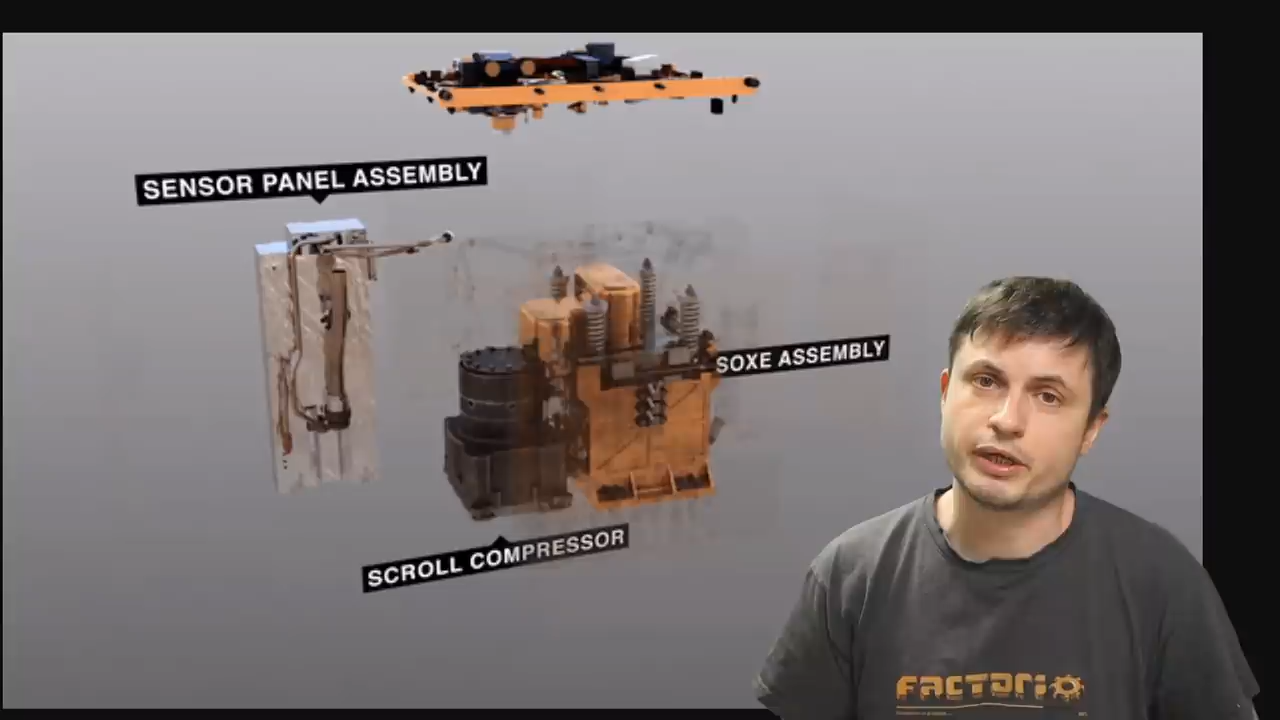 SENSOR PANEL ASSEMBLY
SOXE ASSEMBLY
SCROLL COMPRESSOR
FACTORIO